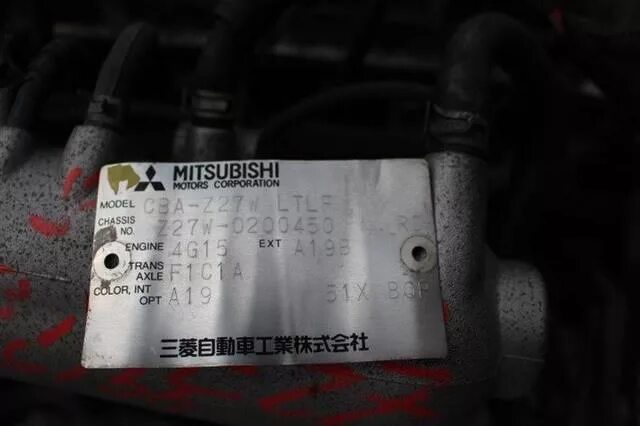 MITSUBISHI
MOTORS CORPORATION
MODEL CBA-Z27W LTLF
CHASSIS NO. Z27W-0200450
ENGINE 4G15 EXT A19B
TRANS AXLE F1C1A
COLOR, INT OPT A19 51X
三菱自動車工業株式会社